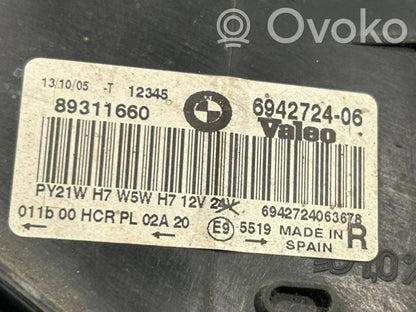 Ovoko
13/10/05 -T 12345
89311660
6942724-06
Valeo
PY21W H7 W5W H7 12V 24V
6942724063678
011b 00 HCR PL 02A 20
E9 5519 MADE IN SPAIN
R